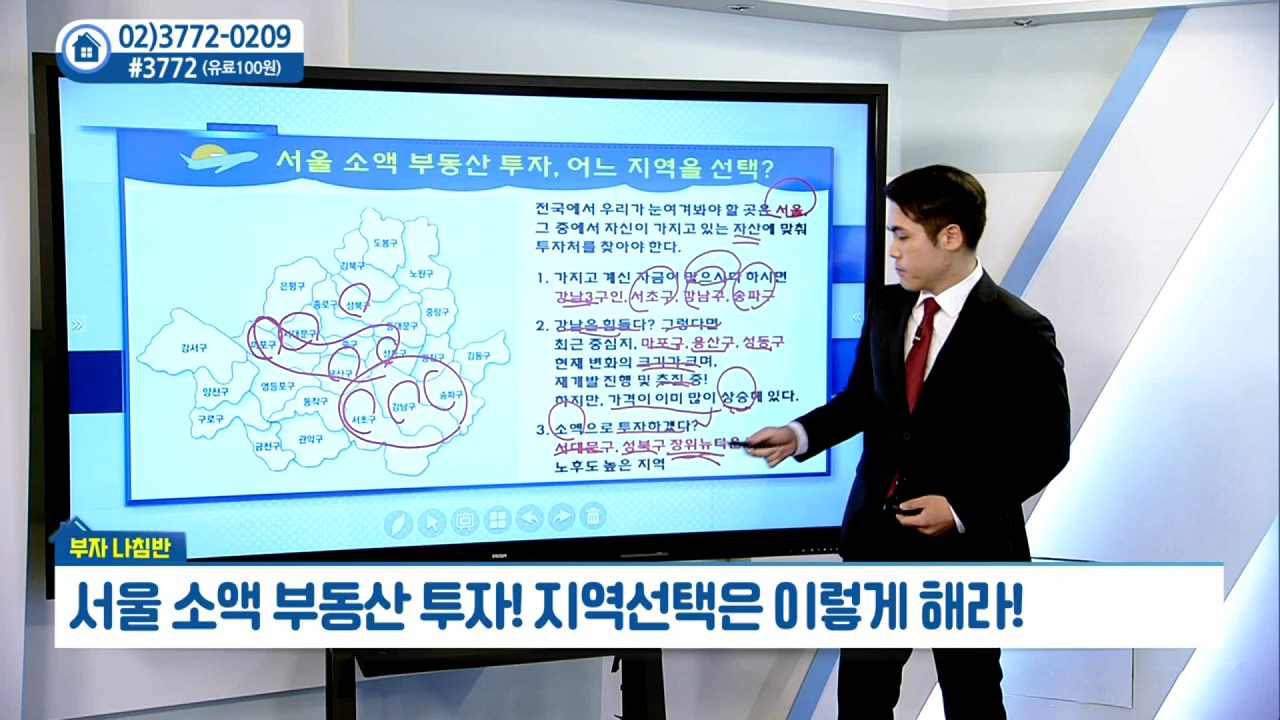 02)3772-0209
#3772 (유료100원)
서울 소액 부동산 투자, 어느 지역을 선택?
전국에서 우리가 눈여겨봐야 할 곳은 서울,
그 중에서 자신이 가지고 있는 자산에 맞춰
투자처를 찾아야 한다.
1. 가지고 계신 자금이 많으시며 하시면
강남3구인, 서초구, 강남구, 송파구
2. 강남은 힘들다? 그렇다면
최근 중심지, 마포구, 용산구, 성동구
현재 변화의 크기가 크며,
재개발 진행 및 추진 중!
하지만, 가격이 이미 많이 상승해 있다.
3. 소액으로 투자하겠다?
서대문구, 성북구 장위뉴타운
노후도 높은 지역
도봉구
강북구
노원구
은평구
종로구
성북구
중랑구
서대문구
동대문구
강서구
마포구
중구
성동구
광진구
강동구
용산구
양천구
영등포구
동작구
송파구
구로구
서초구
강남구
금천구
관악구
PRISM
부자 나침반
서울 소액 부동산 투자! 지역선택은 이렇게 해라!